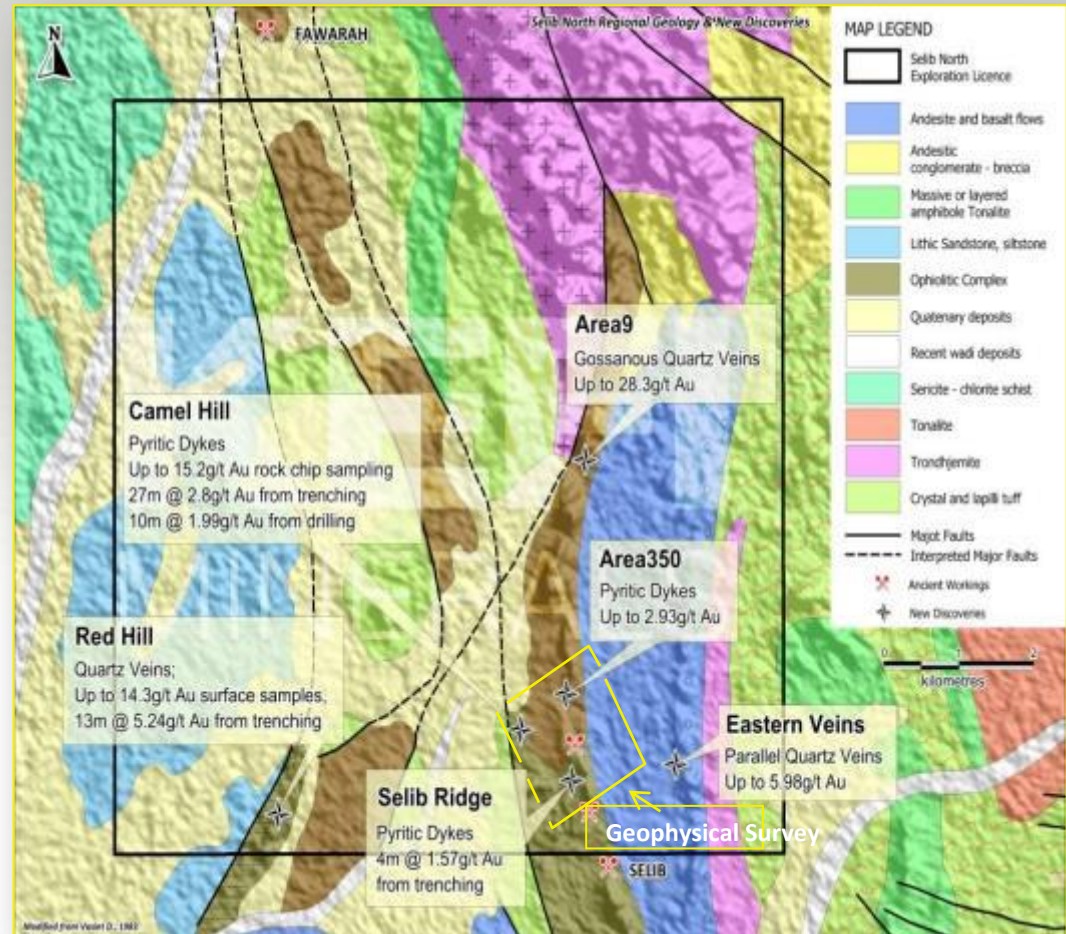 Selib North Regional Geology & New Discoveries
N
FAWARAH
Area9
Gossanous Quartz Veins
Up to 28.3g/t Au
Camel Hill
Pyritic Dykes
Up to 15.2g/t Au rock chip sampling
27m @ 2.8g/t Au from trenching
10m @ 1.99g/t Au from drilling
Area350
Pyritic Dykes
Up to 2.93g/t Au
Red Hill
Quartz Veins;
Up to 14.3g/t Au surface samples,
13m @ 5.24g/t Au from trenching
Eastern Veins
Parallel Quartz Veins
Up to 5.98g/t Au
Selib Ridge
Pyritic Dykes
4m @ 1.57g/t Au
from trenching
Geophysical Survey
SELIB
MAP LEGEND
Selib North
Exploration Licence
Andesite and basalt flows
Andesitic
conglomerate - breccia
Massive or layered
amphibole Tonalite
Lithic Sandstone, siltstone
Ophiolitic Complex
Quaternary deposits
Recent wadi deposits
Sericite - chlorite schist
Tonalite
Trondhjemite
Crystal and lapilli tuff
Majot Faults
Interpreted Major Faults
Ancient Workings
New Discoveries
0 1 2
kilometres
Modified from D., 1983